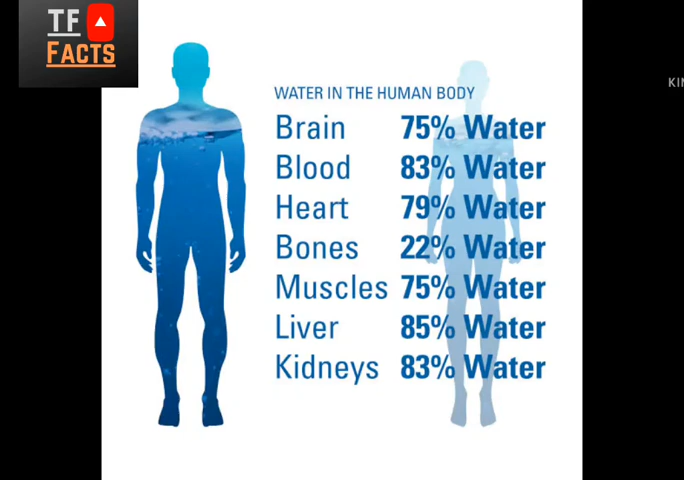 TF
FACTS
WATER IN THE HUMAN BODY
Brain 75% Water
Blood 83% Water
Heart 79% Water
Bones 22% Water
Muscles 75% Water
Liver 85% Water
Kidneys 83% Water